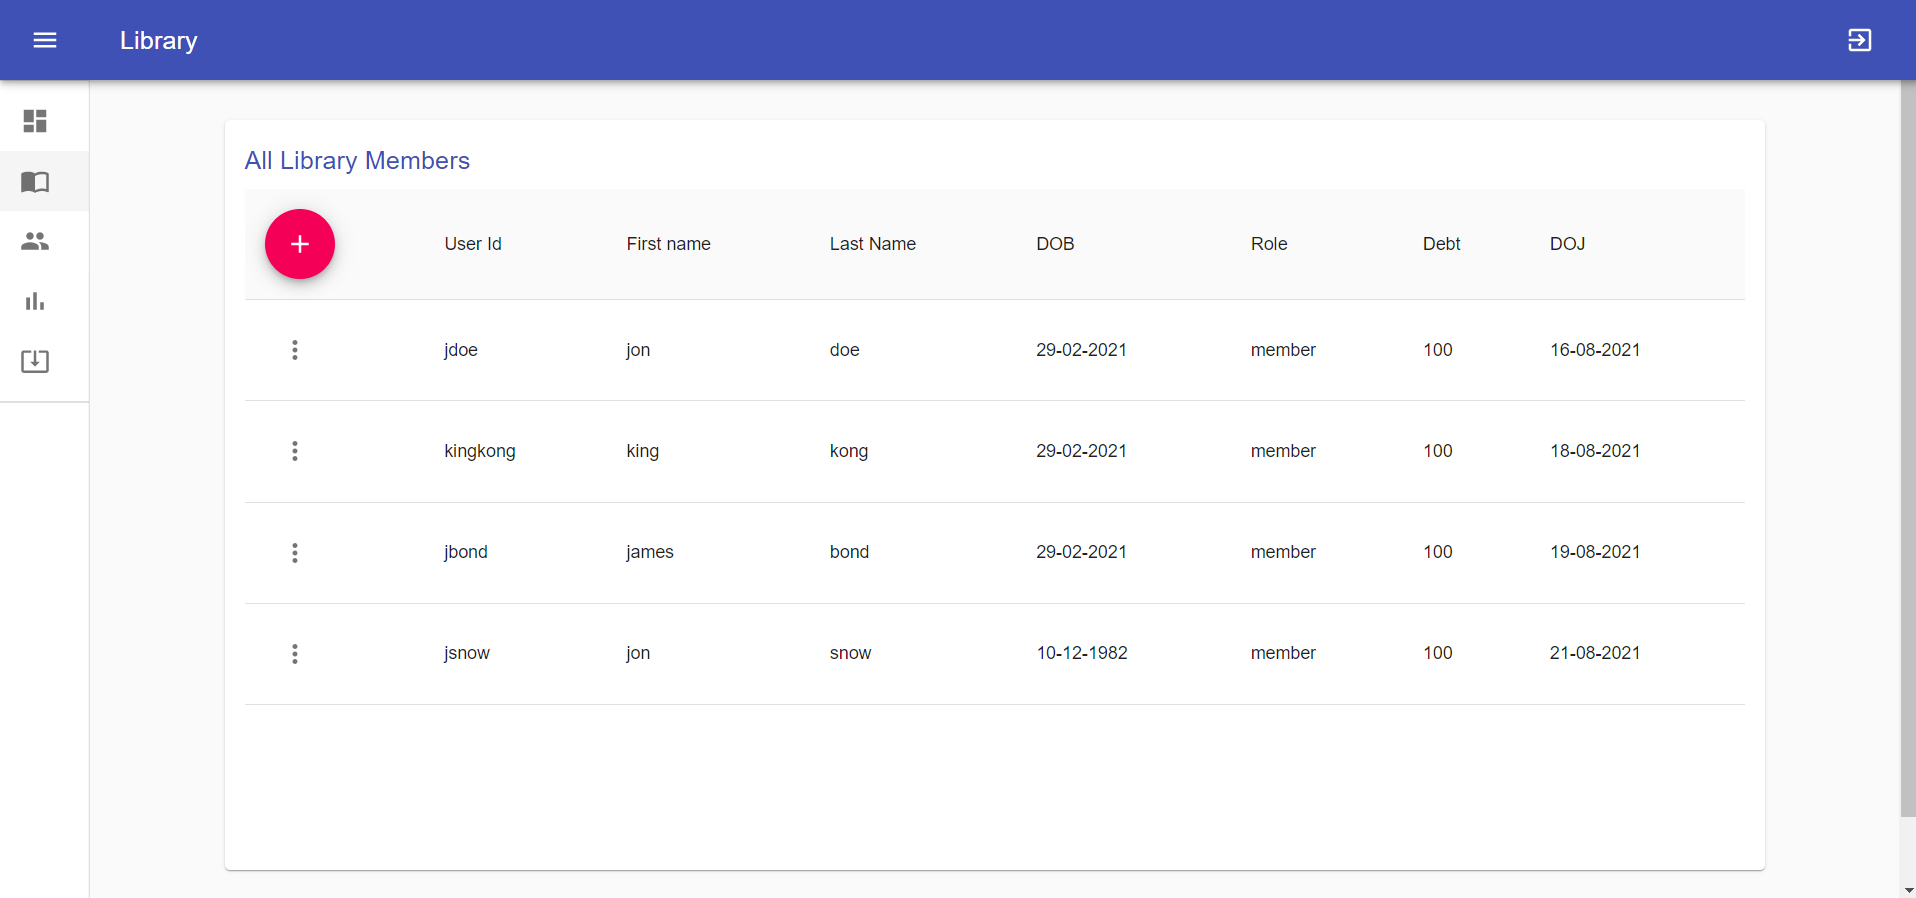 Library
All Library Members
User Id First name Last Name DOB Role Debt DOJ
jdoe jon doe 29-02-2021 member 100 16-08-2021
kingkong king kong 29-02-2021 member 100 18-08-2021
jbond james bond 29-02-2021 member 100 19-08-2021
jsnow jon snow 10-12-1982 member 100 21-08-2021